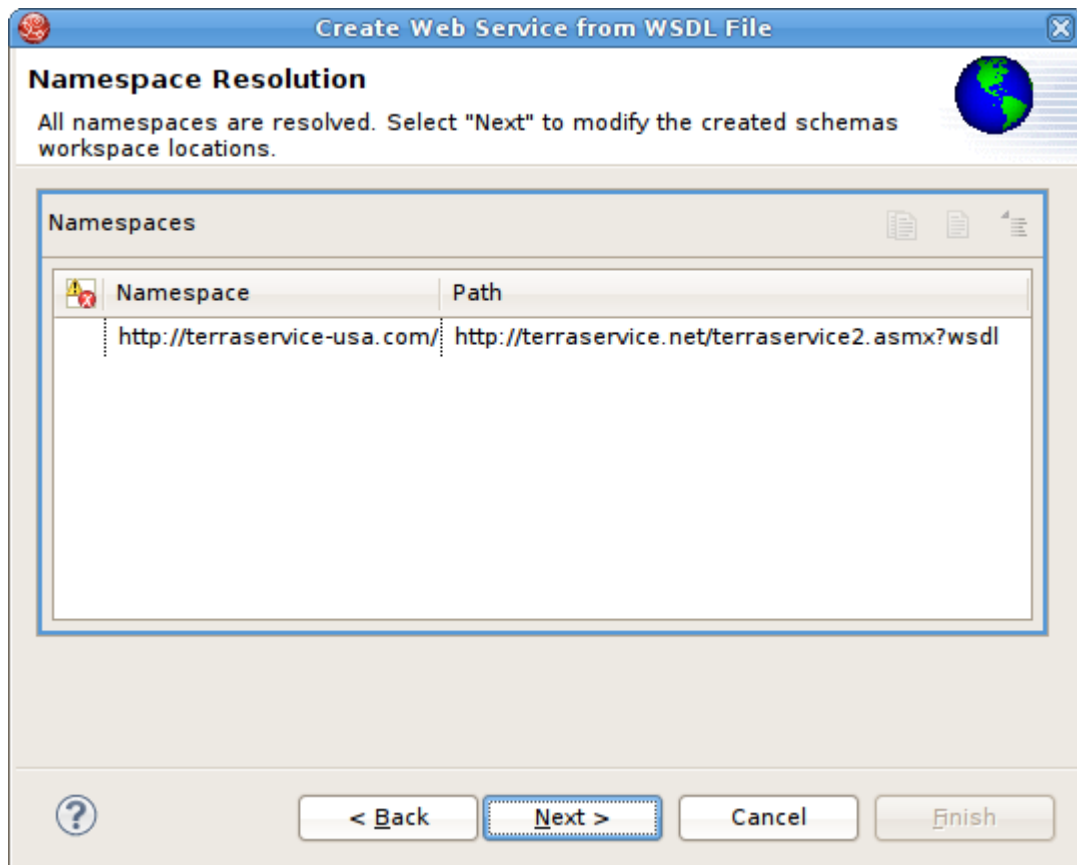 Create Web Service from WSDL File
Namespace Resolution
All namespaces are resolved. Select "Next" to modify the created schemas
workspace locations.
Namespaces
Namespace Path
http://terraservice-usa.com/ http://terraservice.net/terraservice2.asmx?wsdl
< Back Next > Cancel Finish